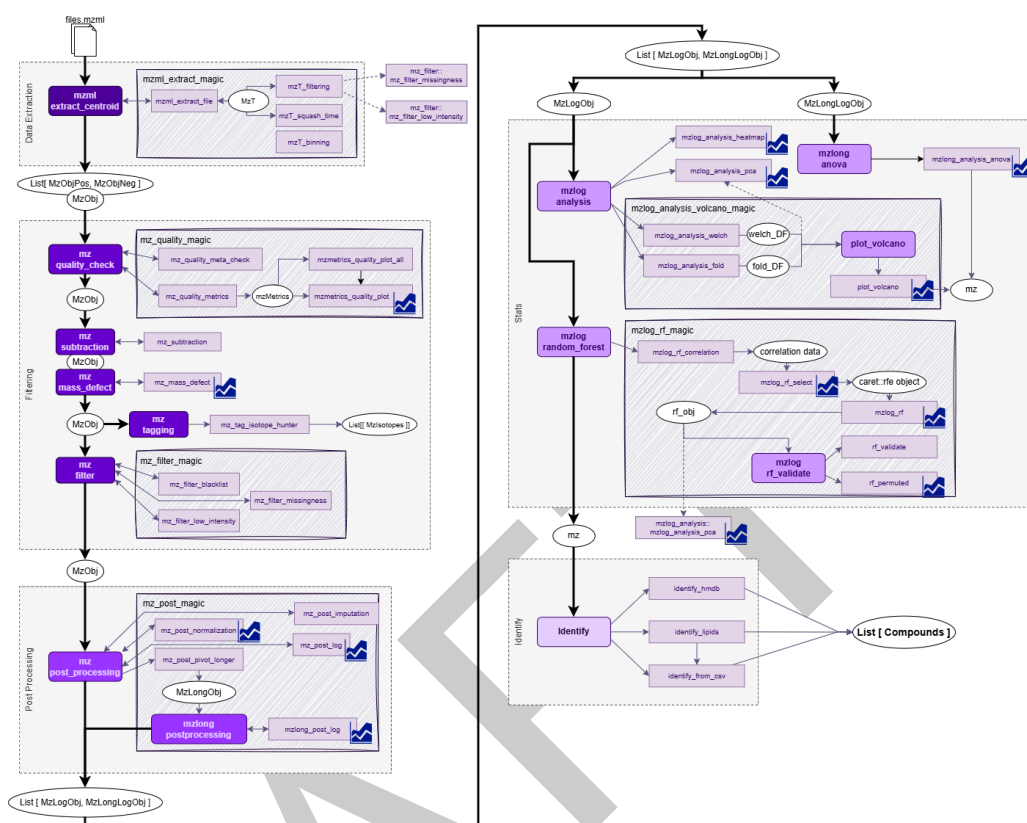 files.mzml
Data Extraction
mzml
extract_centroid
mzml_extract_magic
mzml_extract_file
MzT
mzT_filtering
mzT_squash_time
mzT_binning
mz_filter::
mz_filter_missingness
mz_filter::
mz_filter_low_intensity
List[ MzObjPos, MzObjNeg ]
MzObj
Filtering
mz
quality_check
mz_quality_magic
mz_quality_meta_check
mz_quality_metrics
mzMetrics
mzmetrics_quality_plot_all
mzmetrics_quality_plot
MzObj
mz
subtraction
mz_subtraction
MzObj
mz
mass_defect
mz_mass_defect
MzObj
mz
tagging
mz_tag_isotope_hunter
List[[ MzIsotopes ]]
mz
filter
mz_filter_magic
mz_filter_blacklist
mz_filter_missingness
mz_filter_low_intensity
MzObj
Post Processing
mz
post_processing
mz_post_magic
mz_post_imputation
mz_post_normalization
mz_post_log
mz_post_pivot_longer
MzLongObj
mzlong
postprocessing
mzlong_post_log
List [ MzLogObj, MzLongLogObj ]
List [ MzLogObj, MzLongLogObj ]
MzLogObj
MzLongLogObj
Stats
mzlog
analysis
mzlog_analysis_heatmap
mzlog_analysis_pca
mzlong
anova
mzlong_analysis_anova
mzlog_analysis_volcano_magic
mzlog_analysis_welch
welch_DF
mzlog_analysis_fold
fold_DF
plot_volcano
plot_volcano
mz
mzlog
random_forest
mzlog_rf_magic
mzlog_rf_correlation
correlation data
mzlog_rf_select
caret::rfe object
mzlog_rf
rf_obj
mzlog
rf_validate
rf_validate
rf_permuted
mzlog_analysis::
mzlog_analysis_pca
mz
Identify
Identify
identify_hmdb
identify_lipids
identify_from_csv
List [ Compounds ]